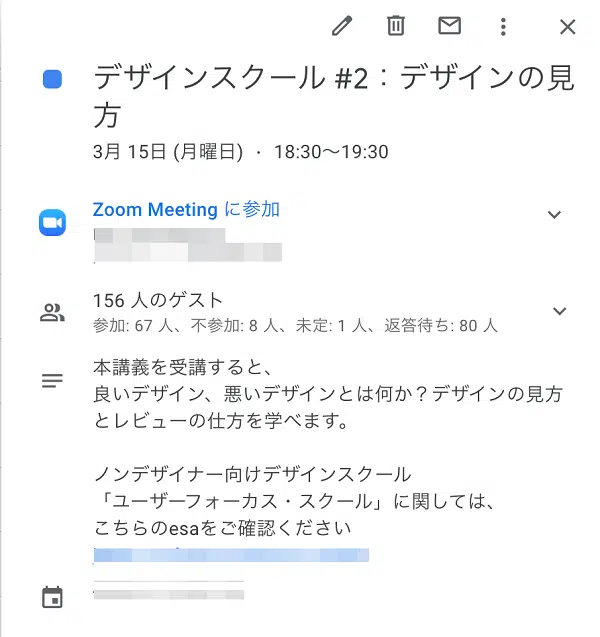 デザインスクール #2：デザインの見
方
3月 15日 (月曜日) ・ 18:30～19:30
Zoom Meeting に参加
156 人のゲスト
参加: 67 人、不参加: 8 人、未定: 1 人、返答待ち: 80 人
本講義を受講すると、
良いデザイン、悪いデザインとは何か？デザインの見方
とレビューの仕方を学べます。
ノンデザイナー向けデザインスクール
「ユーザーフォーカス・スクール」に関しては、
こちらのesaをご確認ください